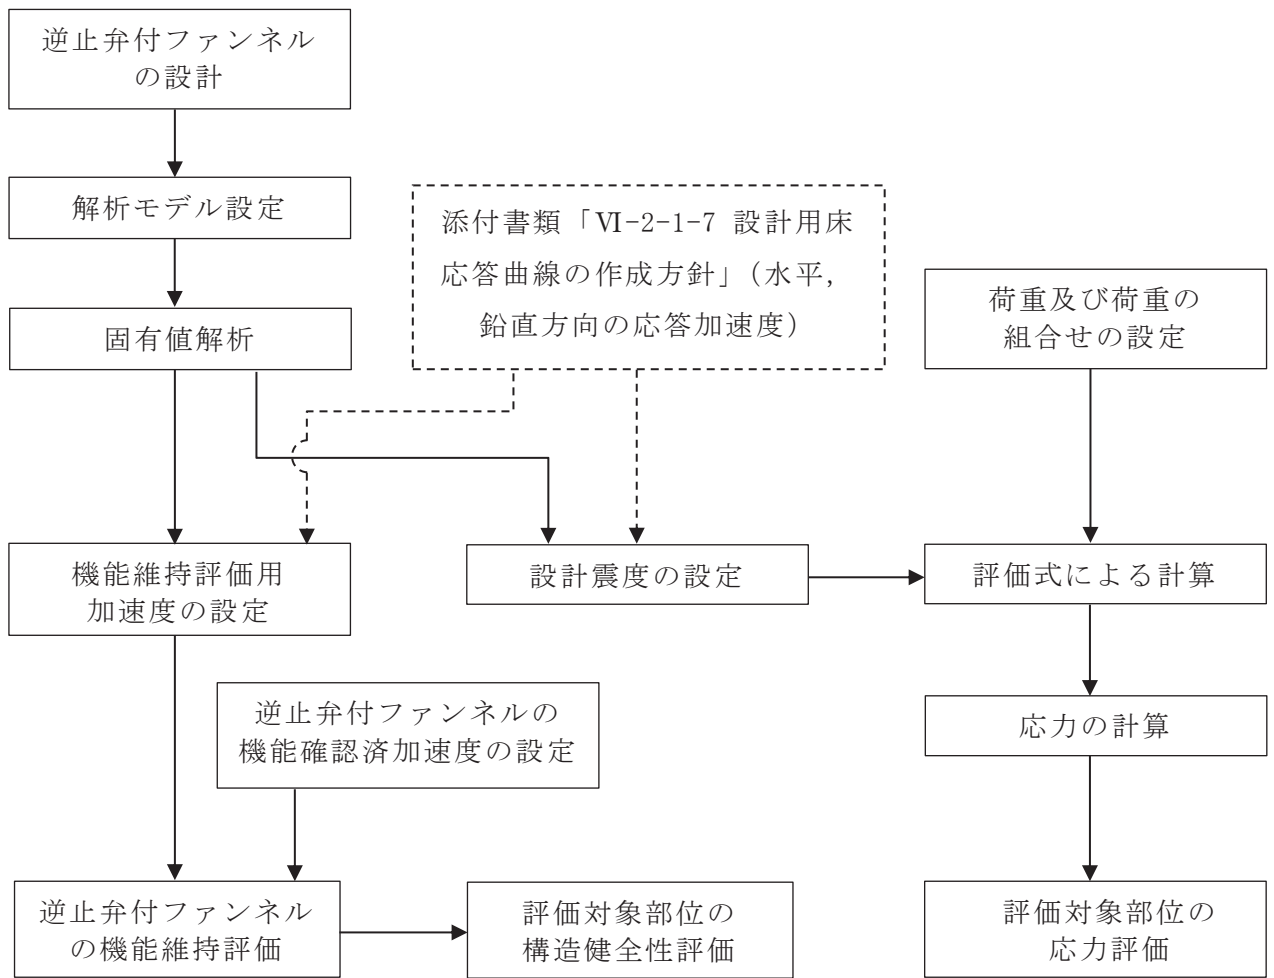 逆止弁付ファンネル
の設計
解析モデル設定
固有値解析
添付書類「Ⅵ-2-1-7 設計用床
応答曲線の作成方針」(水平,
鉛直方向の応答加速度)
荷重及び荷重の
組合せの設定
機能維持評価用
加速度の設定
設計震度の設定
評価式による計算
逆止弁付ファンネルの
機能確認済加速度の設定
応力の計算
逆止弁付ファンネル
の機能維持評価
評価対象部位の
構造健全性評価
評価対象部位の
応力評価